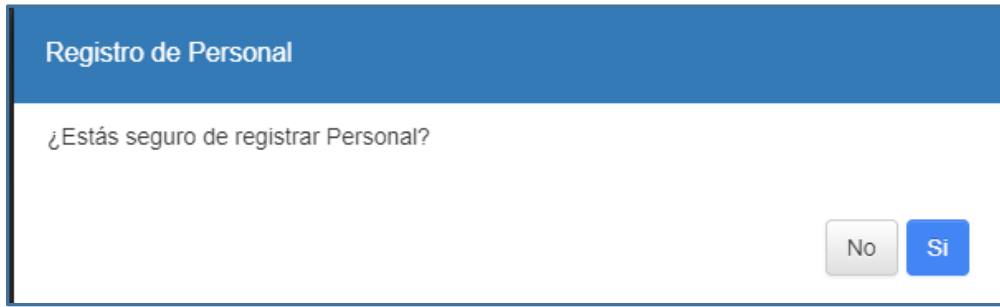 Registro de Personal
¿Estás seguro de registrar Personal?
No Si